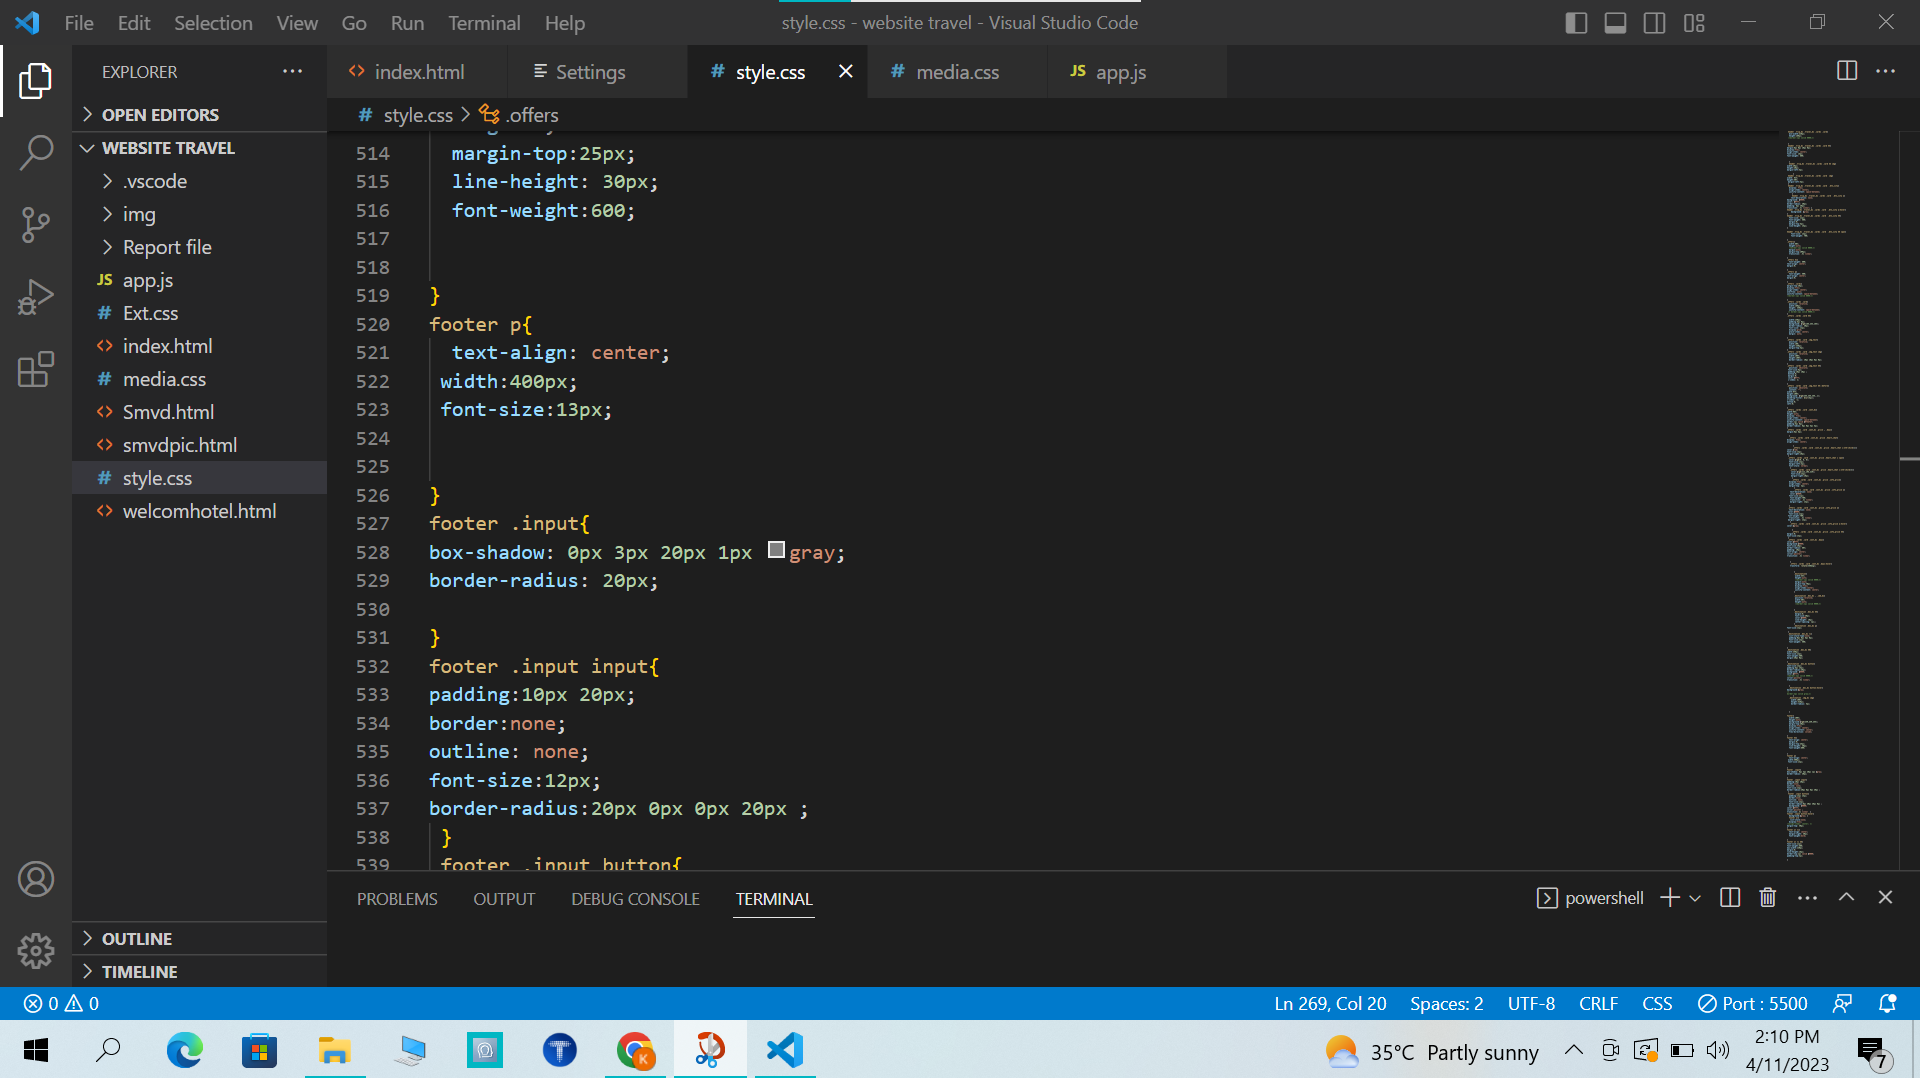 File Edit Selection View Go Run Terminal Help
style.css - website travel - Visual Studio Code
EXPLORER
index.html
Settings
# style.css
# media.css
JS app.js
OPEN EDITORS
# style.css > .offers
WEBSITE TRAVEL
.vscode
img
Report file
JS app.js
# Ext.css
<> index.html
# media.css
<> Smvd.html
<> smvdpic.html
# style.css
<> welcomhotel.html
514 margin-top:25px;
515 line-height: 30px;
516 font-weight:600;
517
518
519 }
520 footer p{
521 text-align: center;
522 width:400px;
523 font-size:13px;
524
525
526 }
527 footer .input{
528 box-shadow: 0px 3px 20px 1px gray;
529 border-radius: 20px;
530
531 }
532 footer .input input{
533 padding:10px 20px;
534 border:none;
535 outline: none;
536 font-size:12px;
537 border-radius:20px 0px 0px 20px ;
538 }
539 footer .input button{
PROBLEMS OUTPUT DEBUG CONSOLE TERMINAL
powershell
OUTLINE
TIMELINE
0 0
Ln 269, Col 20 Spaces: 2 UTF-8 CRLF CSS Port : 5500
T
K
35°C Partly sunny
2:10 PM
4/11/2023
7